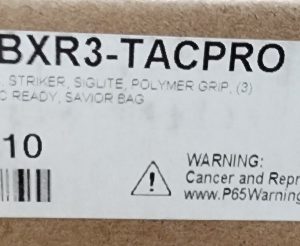 BXR3-TACPRO
, STRIKER, SIGLITE, POLYMER GRIP, (3)
READY, SAVIOR BAG
10
WARNING:
Cancer and Repr
www.P65Warning